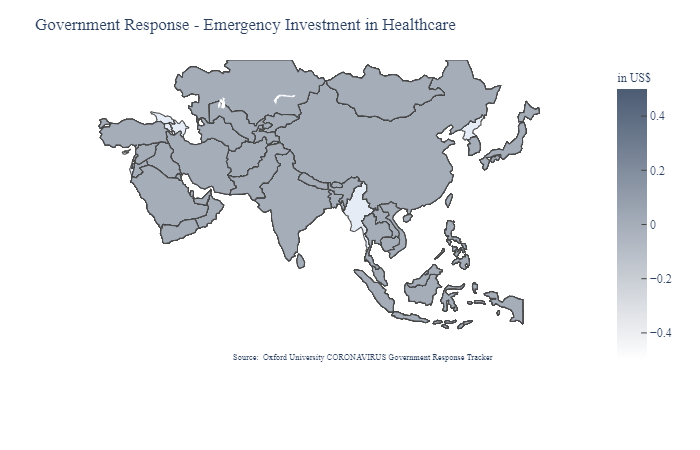 Government Response - Emergency Investment in Healthcare
in US$
0.4
0.2
0
−0.2
−0.4
Source: Oxford University CORONAVIRUS Government Response Tracker